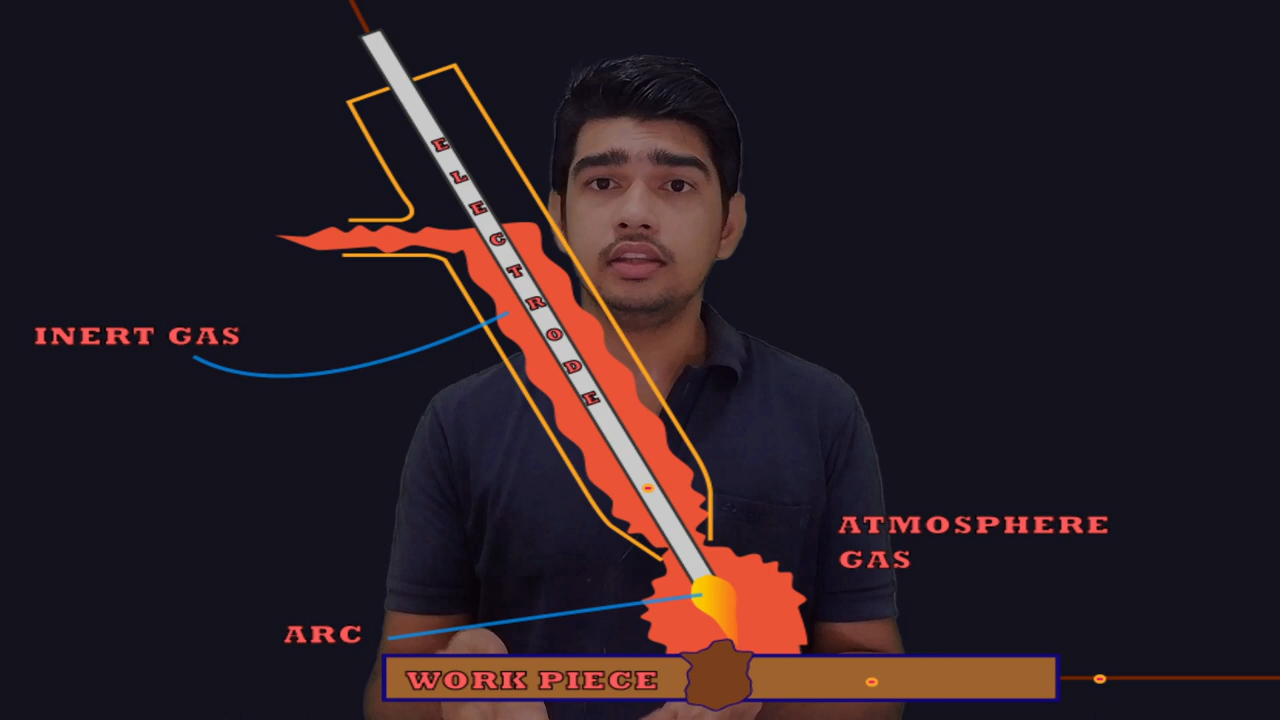 ELECTRODE
INERT GAS
ATMOSPHERE
GAS
ARC
WORK PIECE